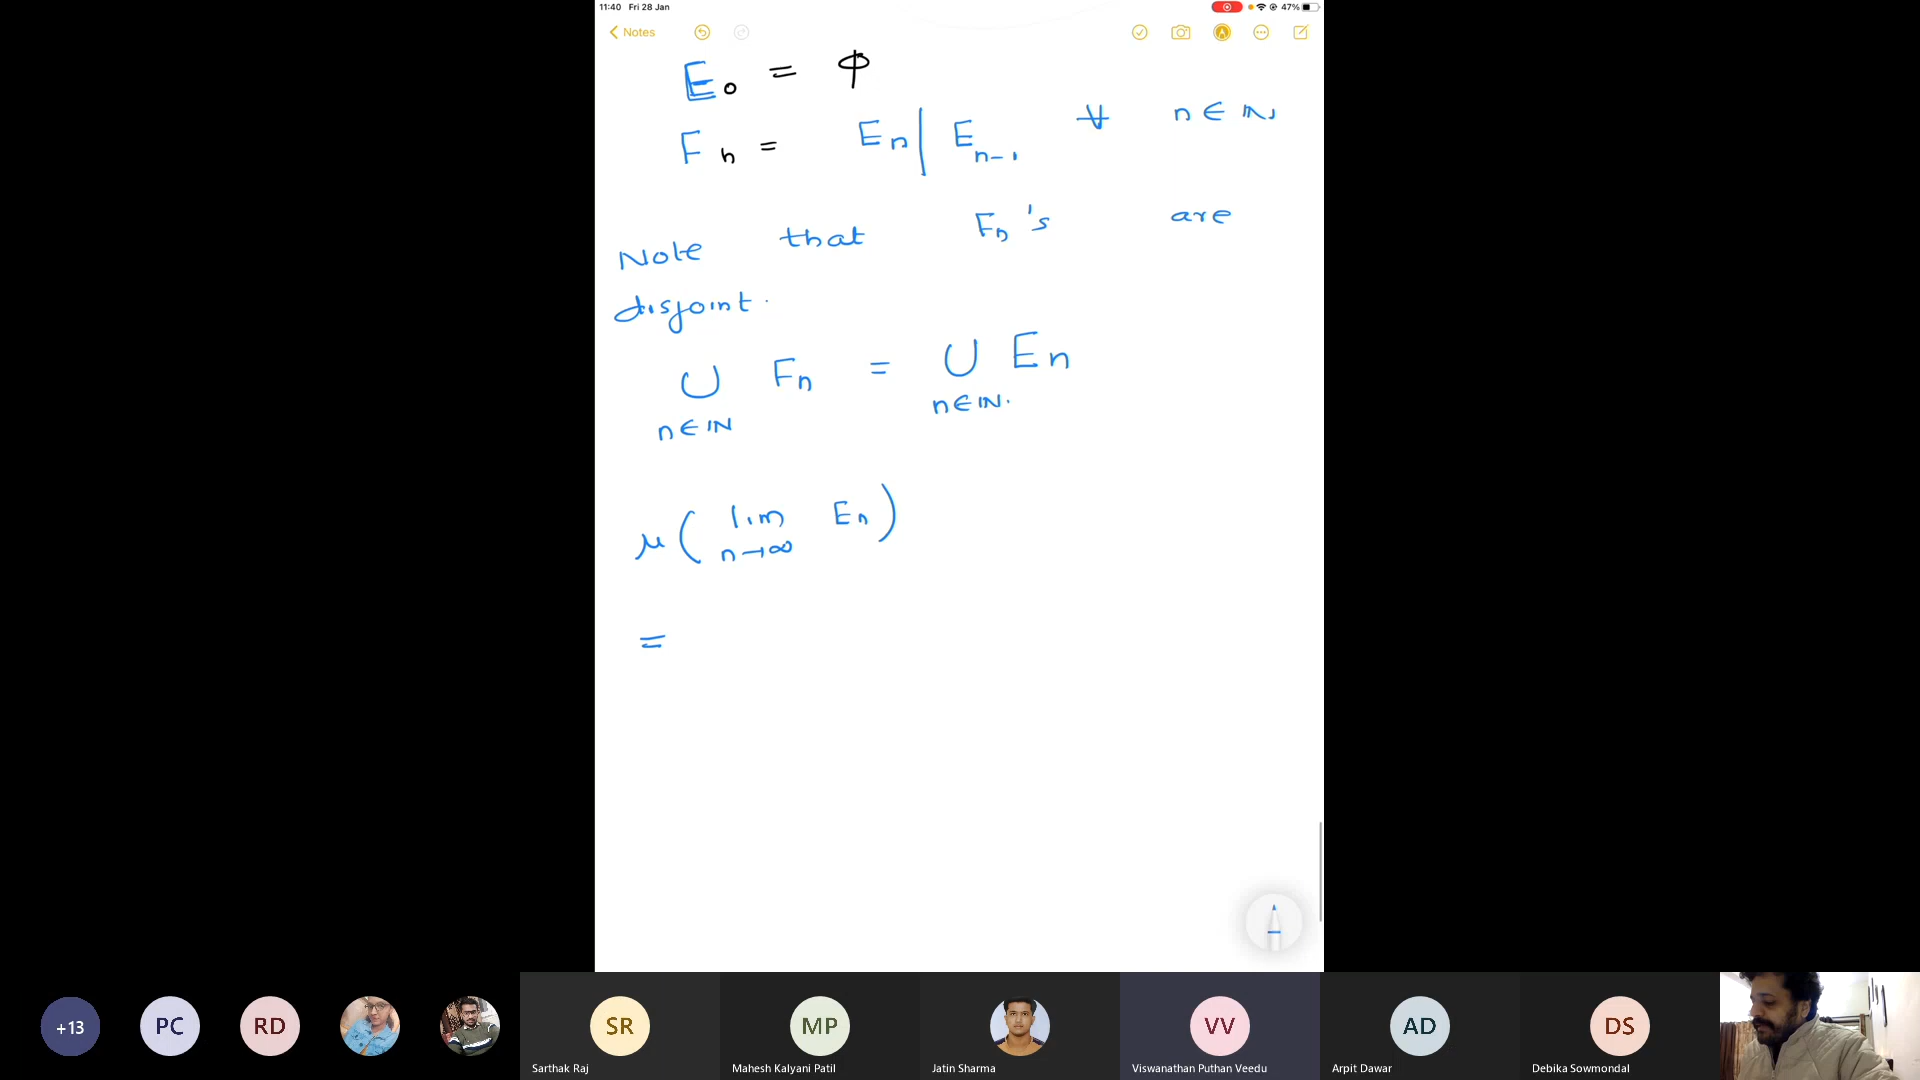 11:40 Fri 28 Jan 47%
Notes
E₀ = ϕ
Fₙ = Eₙ | Eₙ₋₁ ∀ n ∈ ℕ,
Note that Fₙ's are
disjoint.
∪ Fₙ = ∪ Eₙ
n∈ℕ n∈ℕ.
μ( lim Eₙ )
n→∞
=
+13 PC RD SR MP VV AD DS
Sarthak Raj Mahesh Kalyani Patil Jatin Sharma Viswanathan Puthan Veedu Arpit Dawar Debika Sowmondal